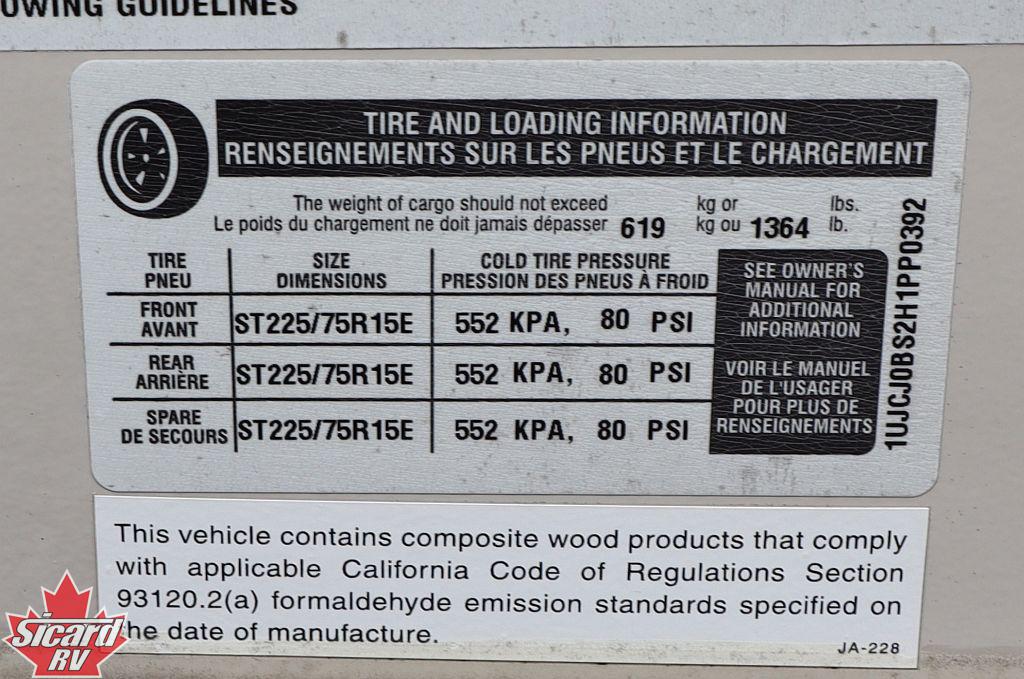 OWING GUIDELINES
TIRE AND LOADING INFORMATION
RENSEIGNEMENTS SUR LES PNEUS ET LE CHARGEMENT
The weight of cargo should not exceed kg or lbs.
Le poids du chargement ne doit jamais dépasser 619 kg ou 1364 lb.
TIRE SIZE COLD TIRE PRESSURE
PNEU DIMENSIONS PRESSION DES PNEUS À FROID
FRONT
AVANT ST225/75R15E 552 KPA, 80 PSI
REAR
ARRIÈRE ST225/75R15E 552 KPA, 80 PSI
SPARE
DE SECOURS ST225/75R15E 552 KPA, 80 PSI
SEE OWNER'S
MANUAL FOR
ADDITIONAL
INFORMATION
VOIR LE MANUEL
DE L'USAGER
POUR PLUS DE
RENSEIGNEMENTS
1UJCJ0BS2H1PP0392
This vehicle contains composite wood products that comply
with applicable California Code of Regulations Section
93120.2(a) formaldehyde emission standards specified on
he date of manufacture.
JA-228
Sicard
RV